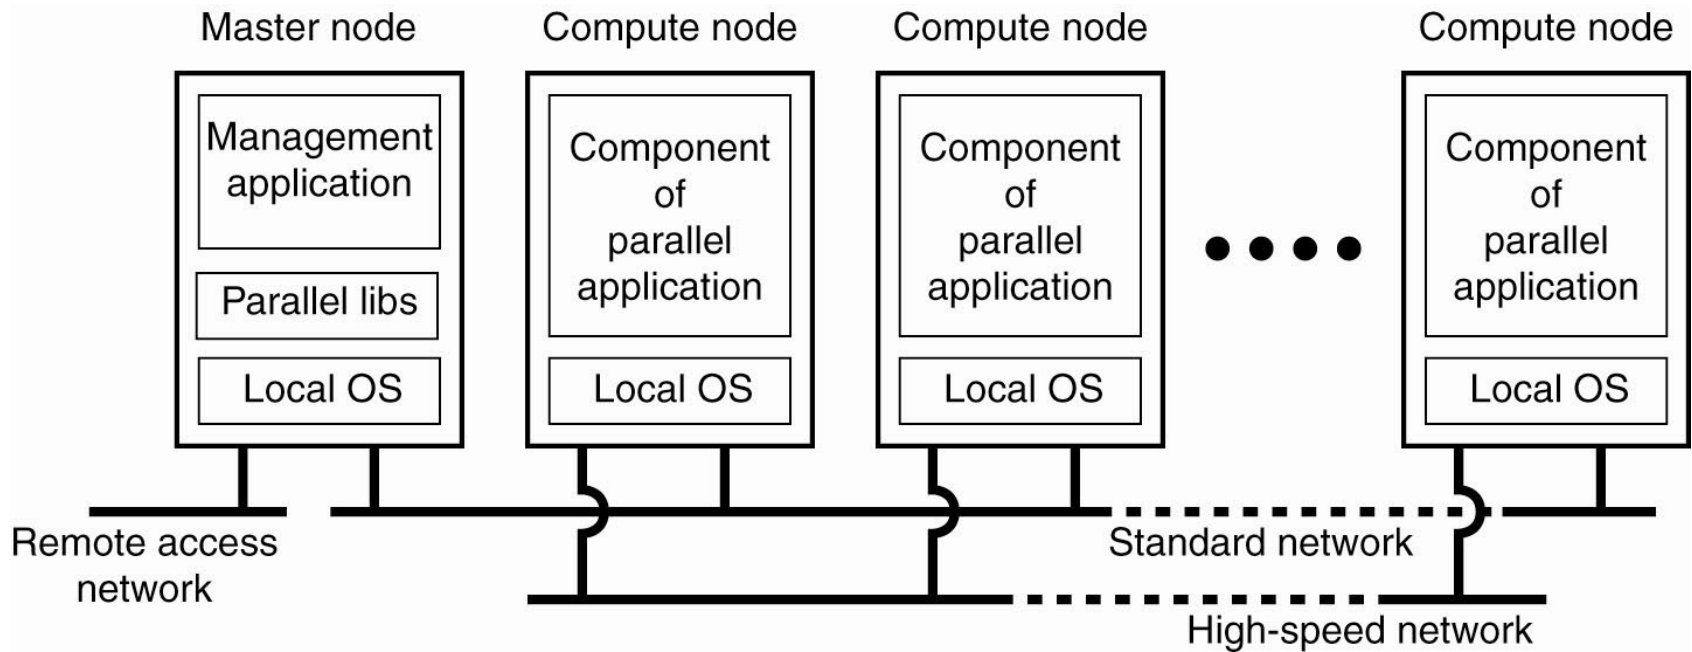 Master node
Compute node
Compute node
Compute node
Management
application
Parallel libs
Local OS
Component
of
parallel
application
Local OS
Component
of
parallel
application
Local OS
Component
of
parallel
application
Local OS
Remote access
network
Standard network
High-speed network